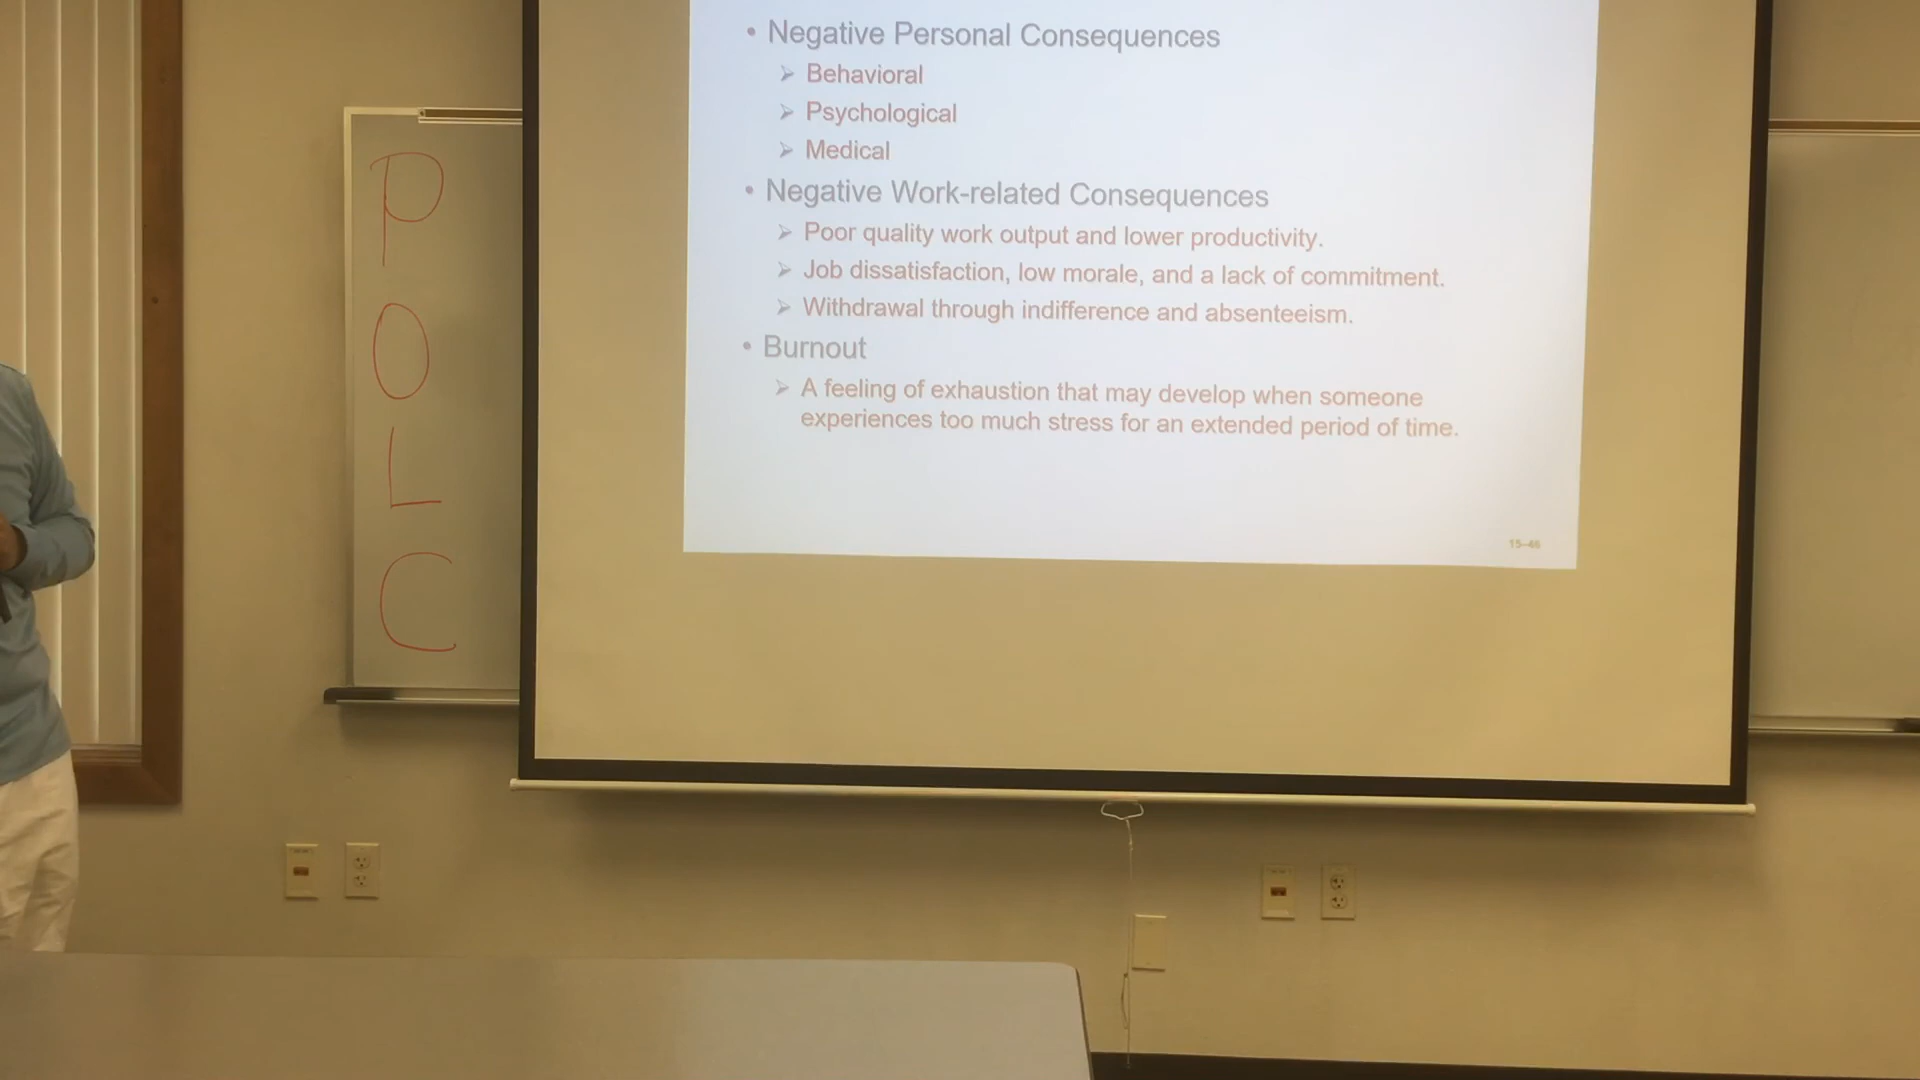 P
O
L
C
• Negative Personal Consequences
➢ Behavioral
➢ Psychological
➢ Medical
• Negative Work-related Consequences
➢ Poor quality work output and lower productivity.
➢ Job dissatisfaction, low morale, and a lack of commitment.
➢ Withdrawal through indifference and absenteeism.
• Burnout
➢ A feeling of exhaustion that may develop when someone
experiences too much stress for an extended period of time.
15–46